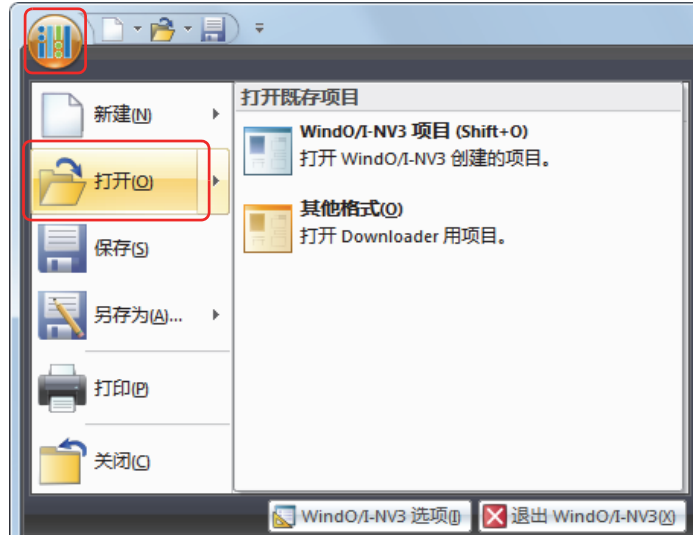 新建(N)
打开(O)
保存(S)
另存为(A)...
打印(P)
关闭(C)
打开既存项目
WindO/I-NV3 项目 (Shift+O)
打开 WindO/I-NV3 创建的项目。
其他格式(O)
打开 Downloader 用项目。
WindO/I-NV3 选项(I)
退出 WindO/I-NV3(X)